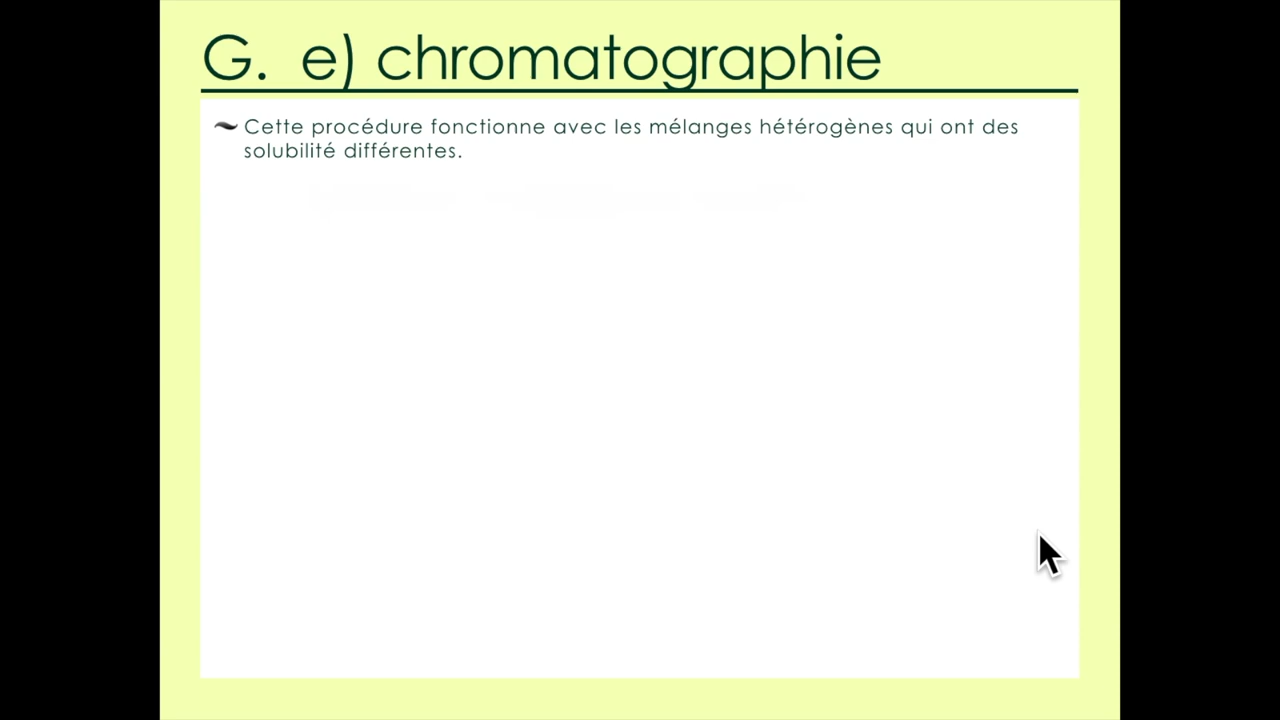 G. e) chromatographie
Cette procédure fonctionne avec les mélanges hétérogènes qui ont des
solubilité différentes.